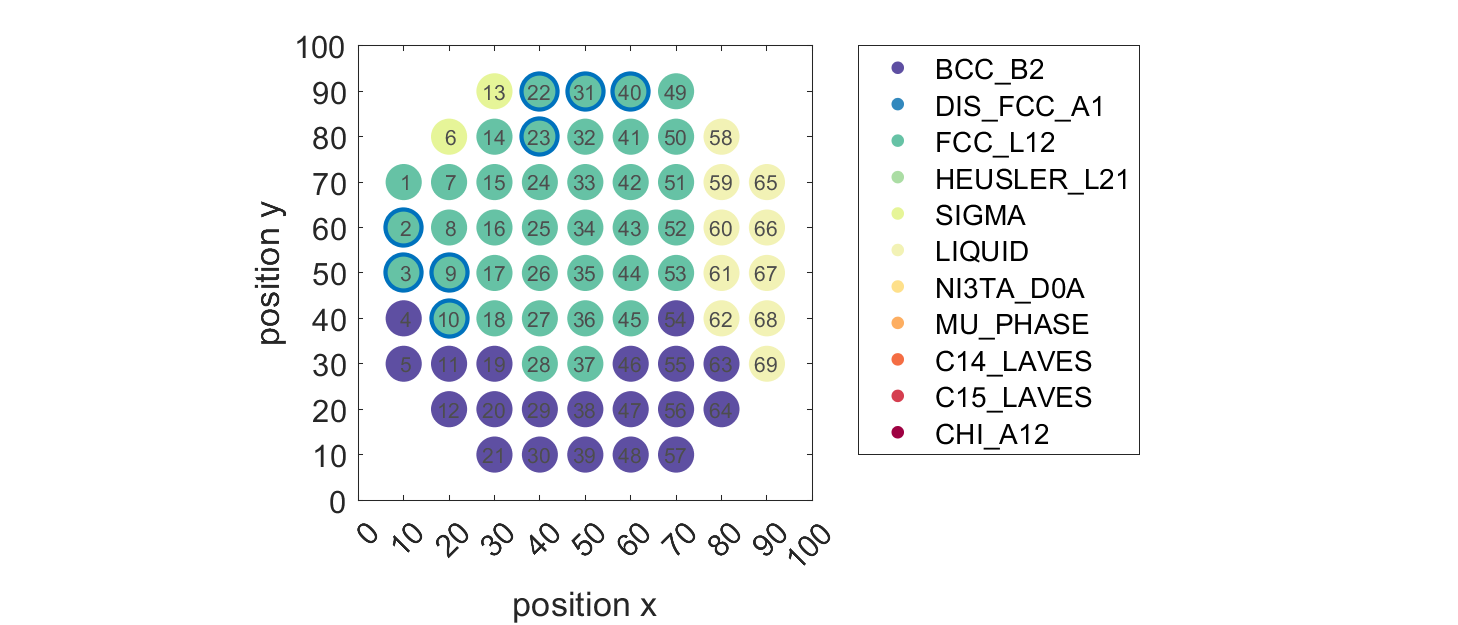 100
90
80
70
60
50
40
30
20
10
0
13 22 31 40 49
6 14 23 32 41 50 58
1 7 15 24 33 42 51 59 65
2 8 16 25 34 43 52 60 66
3 9 17 26 35 44 53 61 67
4 10 18 27 36 45 54 62 68
5 11 19 28 37 46 55 63 69
12 20 29 38 47 56 64
21 30 39 48 57
0 10 20 30 40 50 60 70 80 90 100
position x
position y
BCC_B2
DIS_FCC_A1
FCC_L12
HEUSLER_L21
SIGMA
LIQUID
NI3TA_D0A
MU_PHASE
C14_LAVES
C15_LAVES
CHI_A12